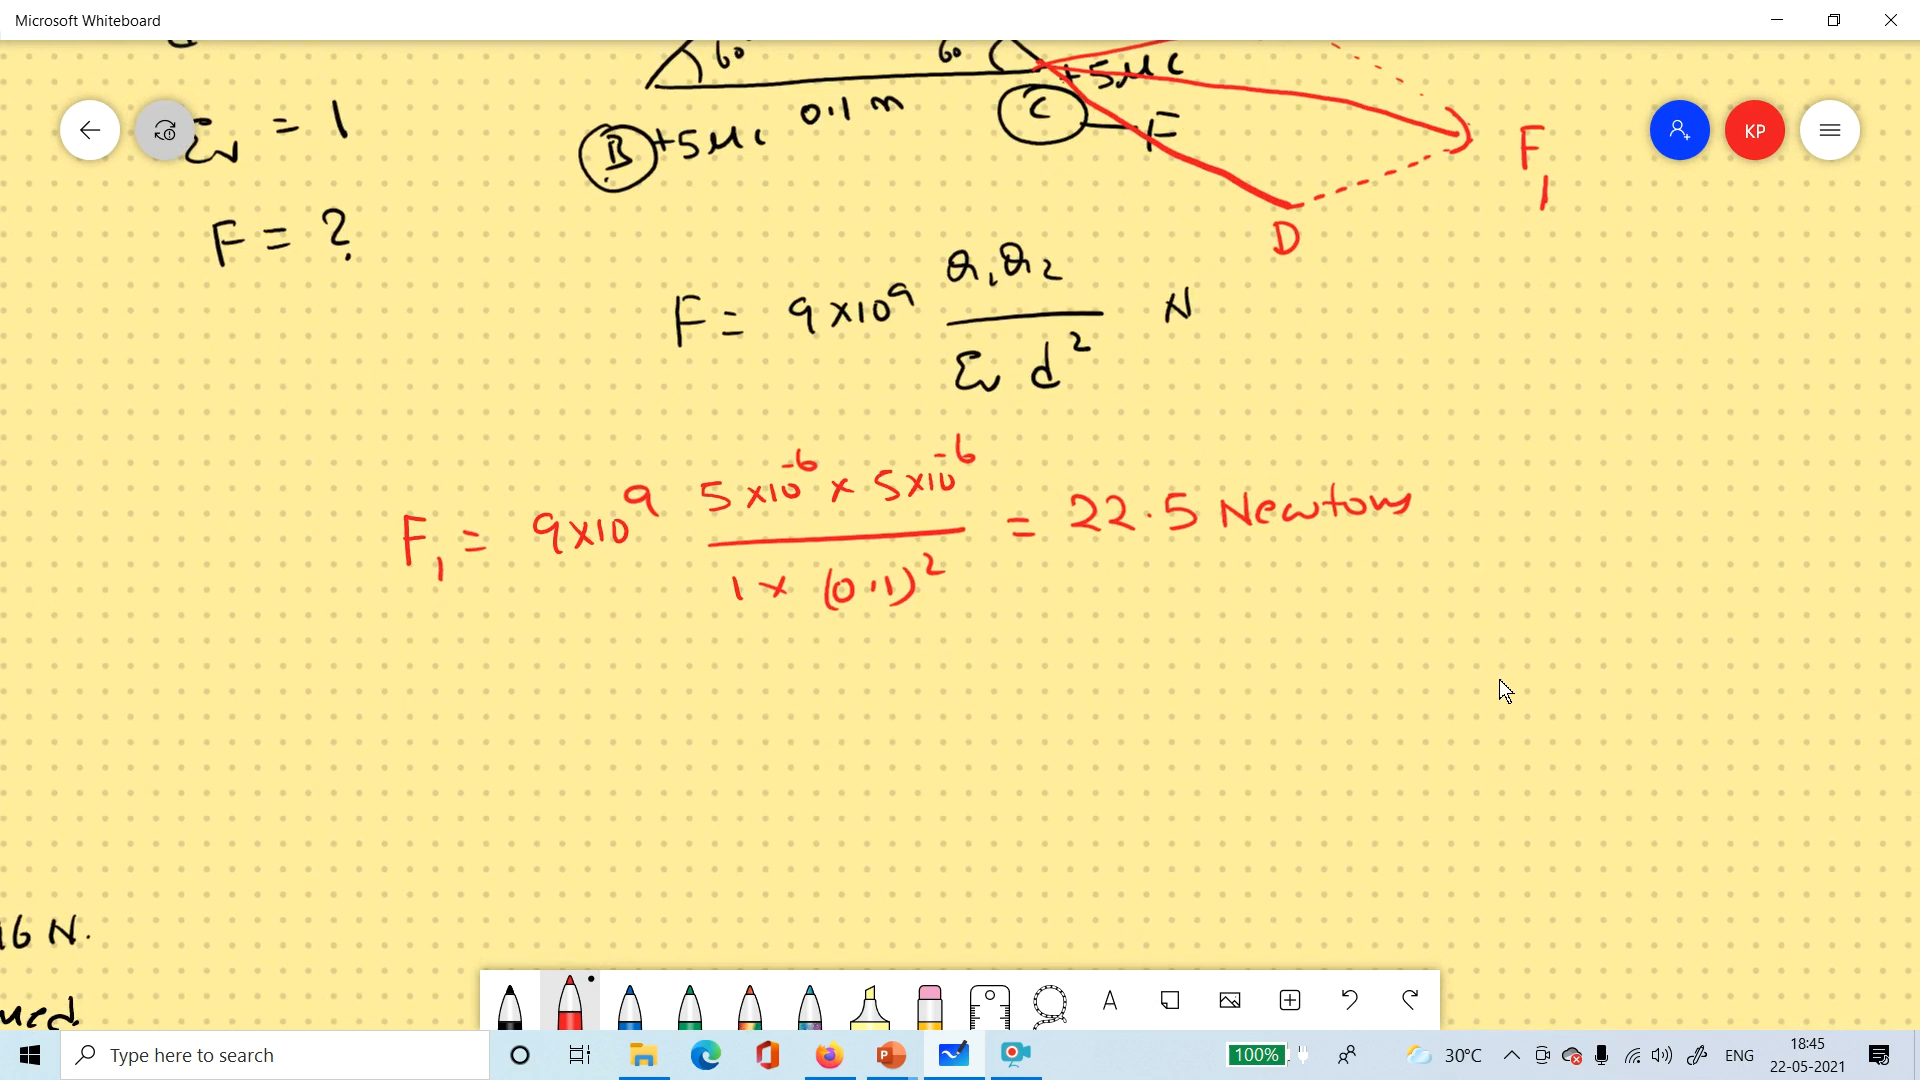 Microsoft Whiteboard
60° 60
+5μc
0.1 m
C
F
B +5μc
εr = 1
KP
F
1
D
F = ?
F = 9×10⁹ Q₁Q₂ / εr d² N
F₁ = 9×10⁹ 5×10⁻⁶ × 5×10⁻⁶ / 1 × (0.1)² = 22.5 Newtons
16 N.
Type here to search
100%
30°C
ENG
18:45
22-05-2021